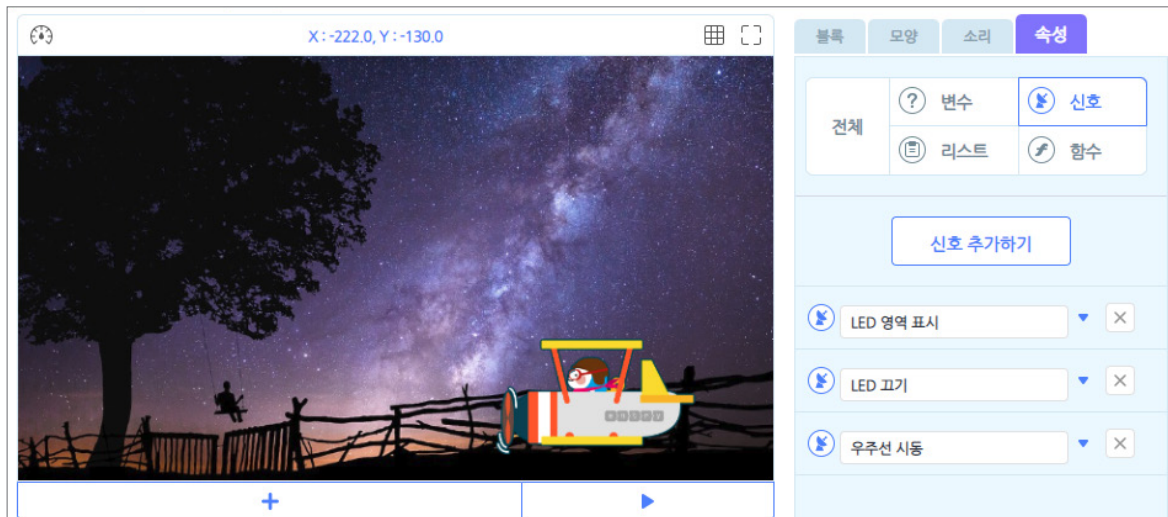 X : -222.0, Y : -130.0
블록 모양 소리 속성
전체
변수 신호
리스트 함수
신호 추가하기
LED 영역 표시
LED 끄기
우주선 시동
entry